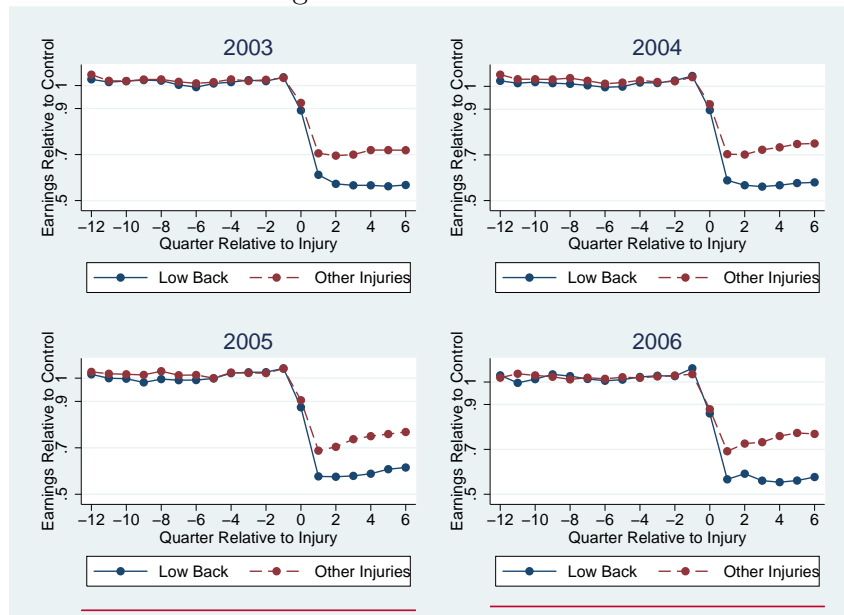 2003
Earnings Relative to Control
1
.9
.7
.5
−12 −10 −8 −6 −4 −2 0 2 4 6
Quarter Relative to Injury
Low Back Other Injuries
2004
Earnings Relative to Control
1
.9
.7
.5
−12 −10 −8 −6 −4 −2 0 2 4 6
Quarter Relative to Injury
Low Back Other Injuries
2005
Earnings Relative to Control
1
.9
.7
.5
−12 −10 −8 −6 −4 −2 0 2 4 6
Quarter Relative to Injury
Low Back Other Injuries
2006
Earnings Relative to Control
1
.9
.7
.5
−12 −10 −8 −6 −4 −2 0 2 4 6
Quarter Relative to Injury
Low Back Other Injuries